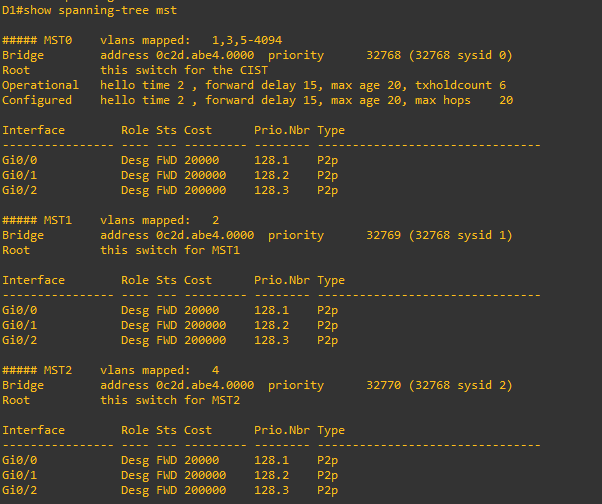 D1#show spanning-tree mst
##### MST0    vlans mapped:   1,3,5-4094
Bridge        address 0c2d.abe4.0000  priority      32768 (32768 sysid 0)
Root          this switch for the CIST
Operational   hello time 2 , forward delay 15, max age 20, txholdcount 6
Configured    hello time 2 , forward delay 15, max age 20, max hops    20
Interface        Role Sts Cost      Prio.Nbr Type
---------------- ---- --- --------- -------- --------------------------------
Gi0/0            Desg FWD 20000     128.1    P2p
Gi0/1            Desg FWD 200000    128.2    P2p
Gi0/2            Desg FWD 200000    128.3    P2p
##### MST1    vlans mapped:   2
Bridge        address 0c2d.abe4.0000  priority      32769 (32768 sysid 1)
Root          this switch for MST1
Interface        Role Sts Cost      Prio.Nbr Type
---------------- ---- --- --------- -------- --------------------------------
Gi0/0            Desg FWD 20000     128.1    P2p
Gi0/1            Desg FWD 200000    128.2    P2p
Gi0/2            Desg FWD 200000    128.3    P2p
##### MST2    vlans mapped:   4
Bridge        address 0c2d.abe4.0000  priority      32770 (32768 sysid 2)
Root          this switch for MST2
Interface        Role Sts Cost      Prio.Nbr Type
---------------- ---- --- --------- -------- --------------------------------
Gi0/0            Desg FWD 20000     128.1    P2p
Gi0/1            Desg FWD 200000    128.2    P2p
Gi0/2            Desg FWD 200000    128.3    P2p